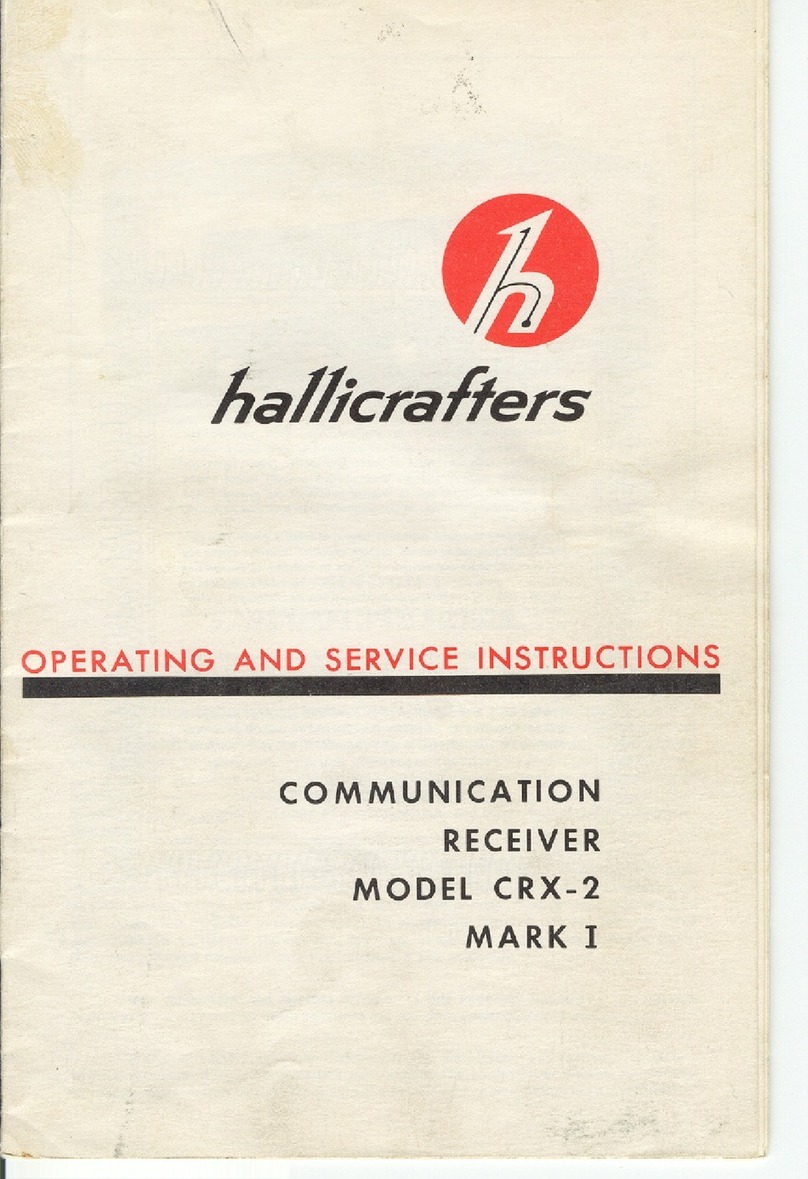 h
hallicrafters
OPERATING AND SERVICE INSTRUCTIONS
COMMUNICATION
RECEIVER
MODEL CRX-2
MARK I